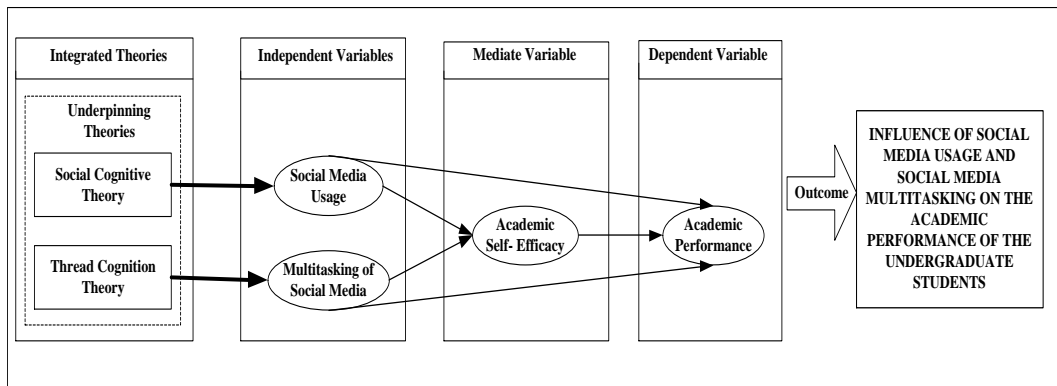 Integrated Theories
Independent Variables
Mediate Variable
Dependent Variable
Underpinning
Theories
Social Cognitive
Theory
Thread Cognition
Theory
Social Media
Usage
Multitasking of
Social Media
Academic
Self- Efficacy
Academic
Performance
Outcome
INFLUENCE OF SOCIAL
MEDIA USAGE AND
SOCIAL MEDIA
MULTITASKING ON THE
ACADEMIC
PERFORMANCE OF THE
UNDERGRADUATE
STUDENTS